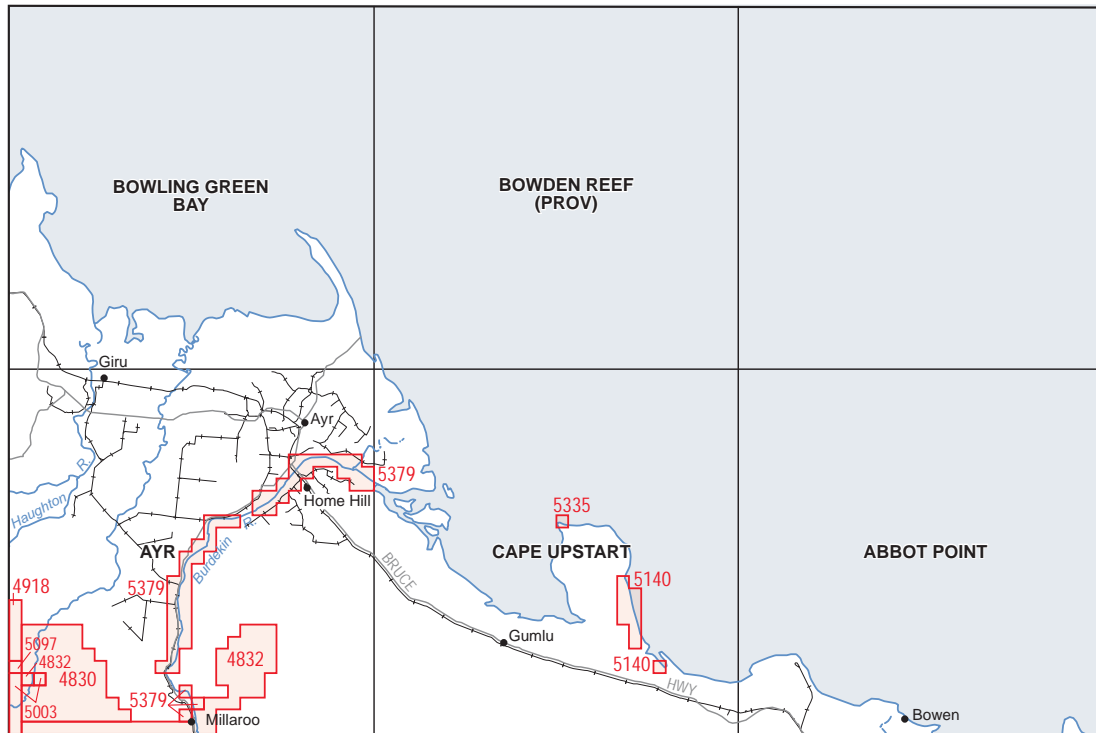 BOWLING GREEN
BAY
BOWDEN REEF
(PROV)
Giru
Ayr
5379
Home Hill
Haughton
R.
5335
AYR
Burdekin
R.
BRUCE
CAPE UPSTART
ABBOT POINT
4918
5379
5140
5097
4832
4830
4832
Gumlu
5140
HWY
5379
5003
Millaroo
Bowen